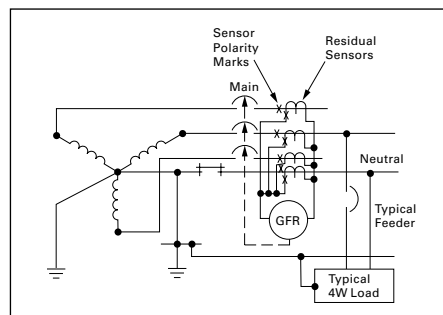 Sensor
Polarity
Marks
Residual
Sensors
Main
Neutral
Typical
Feeder
GFR
Typical
4W Load